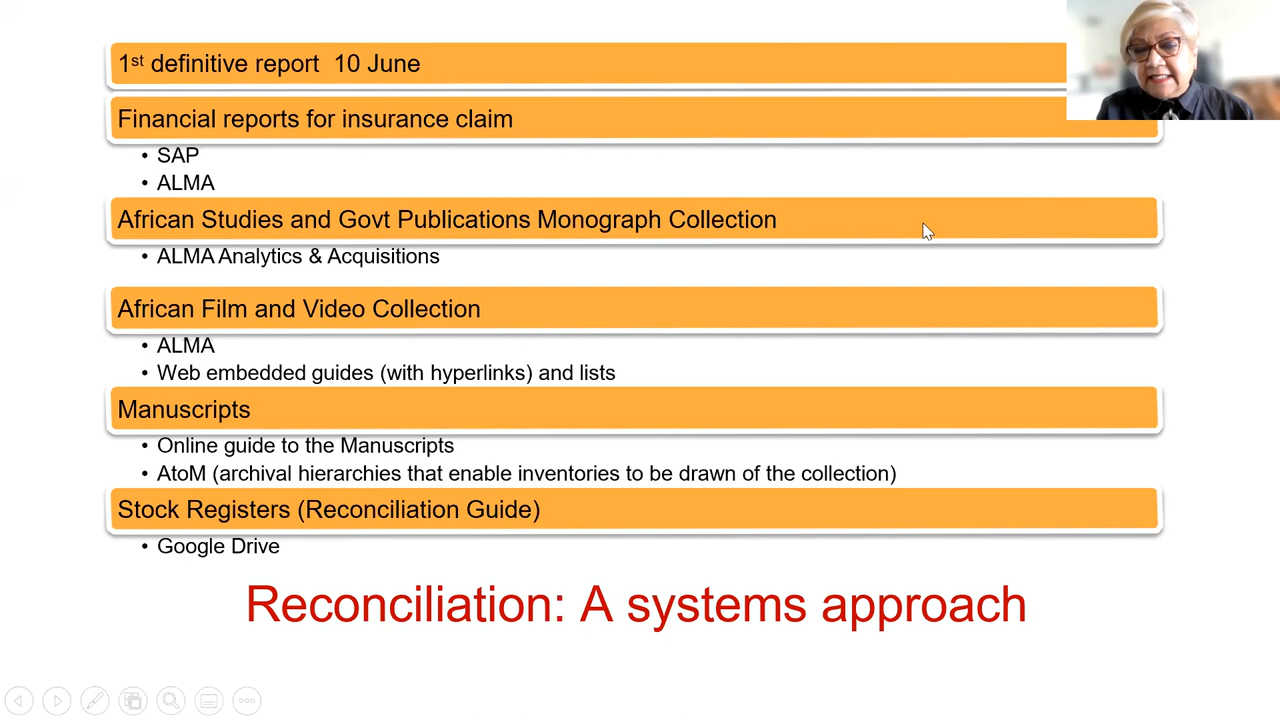 1st definitive report 10 June
Financial reports for insurance claim
• SAP
• ALMA
African Studies and Govt Publications Monograph Collection
• ALMA Analytics & Acquisitions
African Film and Video Collection
• ALMA
• Web embedded guides (with hyperlinks) and lists
Manuscripts
• Online guide to the Manuscripts
• AtoM (archival hierarchies that enable inventories to be drawn of the collection)
Stock Registers (Reconciliation Guide)
• Google Drive
Reconciliation: A systems approach